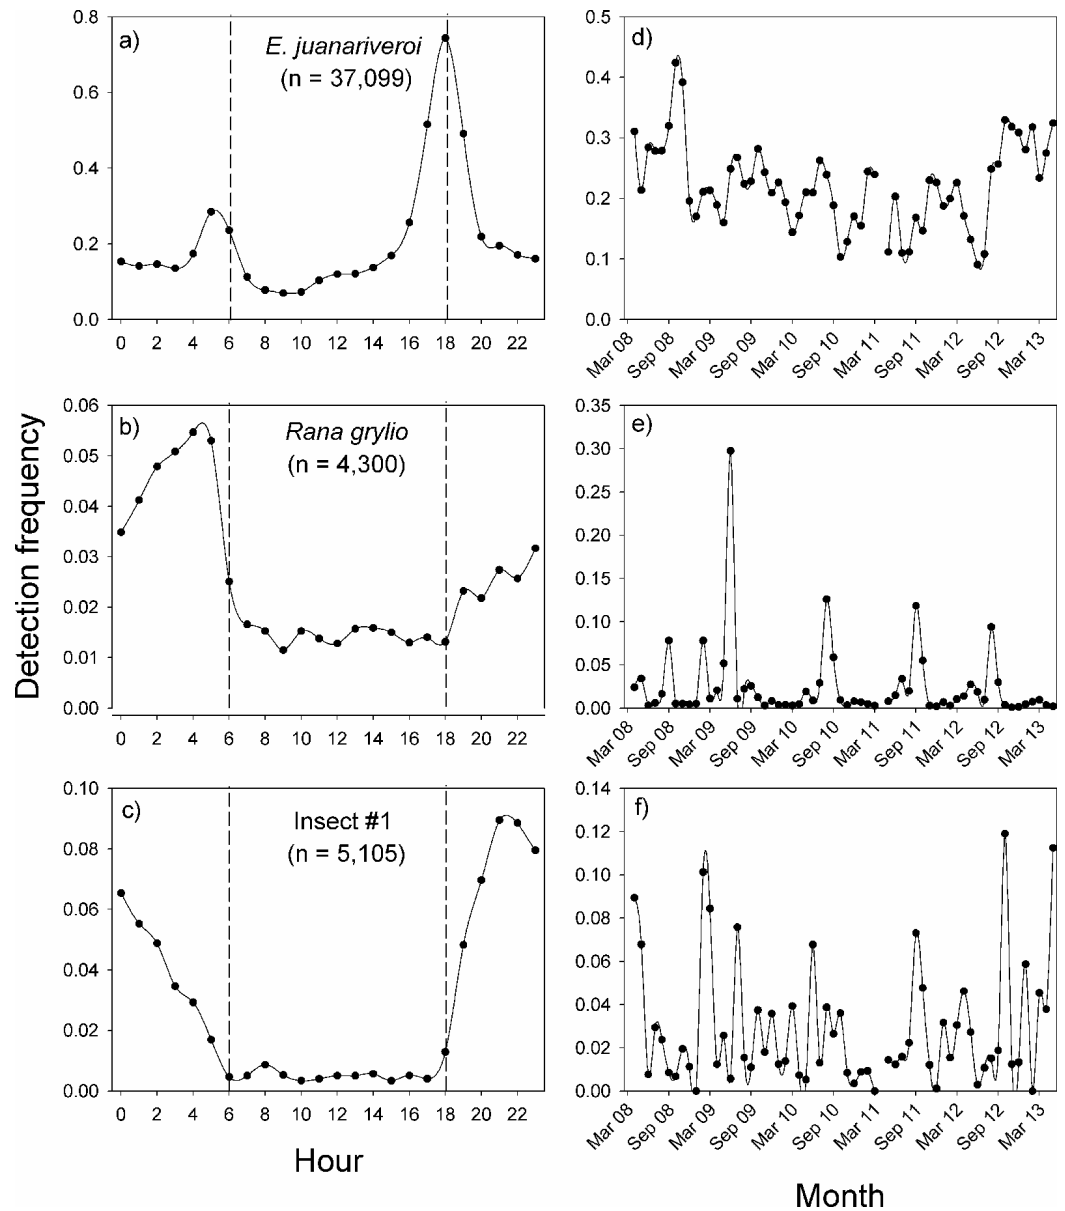 Detection frequency
a)
E. juanariveroi
(n = 37,099)
0.8
0.6
0.4
0.2
0.0
0 2 4 6 8 10 12 14 16 18 20 22
d)
0.5
0.4
0.3
0.2
0.1
0.0
Mar 08 Sep 08 Mar 09 Sep 09 Mar 10 Sep 10 Mar 11 Sep 11 Mar 12 Sep 12 Mar 13
b)
Rana grylio
(n = 4,300)
0.06
0.05
0.04
0.03
0.02
0.01
0.00
0 2 4 6 8 10 12 14 16 18 20 22
e)
0.35
0.30
0.25
0.20
0.15
0.10
0.05
0.00
Mar 08 Sep 08 Mar 09 Sep 09 Mar 10 Sep 10 Mar 11 Sep 11 Mar 12 Sep 12 Mar 13
c)
Insect #1
(n = 5,105)
0.10
0.08
0.06
0.04
0.02
0.00
0 2 4 6 8 10 12 14 16 18 20 22
Hour
f)
0.14
0.12
0.10
0.08
0.06
0.04
0.02
0.00
Mar 08 Sep 08 Mar 09 Sep 09 Mar 10 Sep 10 Mar 11 Sep 11 Mar 12 Sep 12 Mar 13
Month